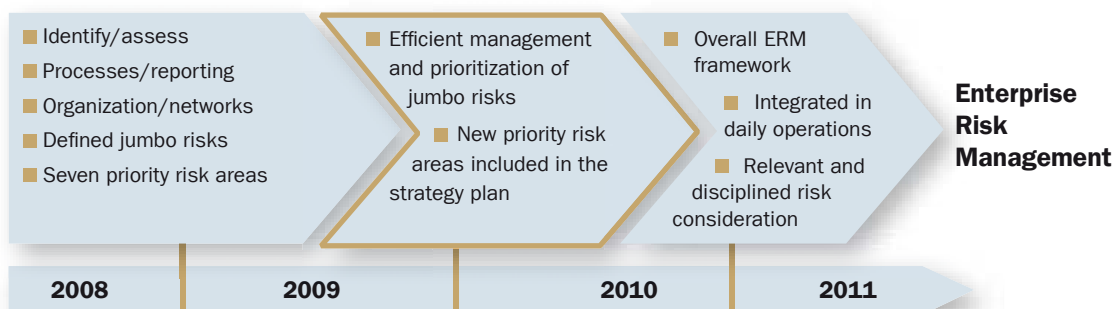 Identify/assess
Processes/reporting
Organization/networks
Defined jumbo risks
Seven priority risk areas
Efficient management
and prioritization of
jumbo risks
New priority risk
areas included in the
strategy plan
Overall ERM
framework
Integrated in
daily operations
Relevant and
disciplined risk
consideration
Enterprise
Risk
Management
2008
2009
2010
2011